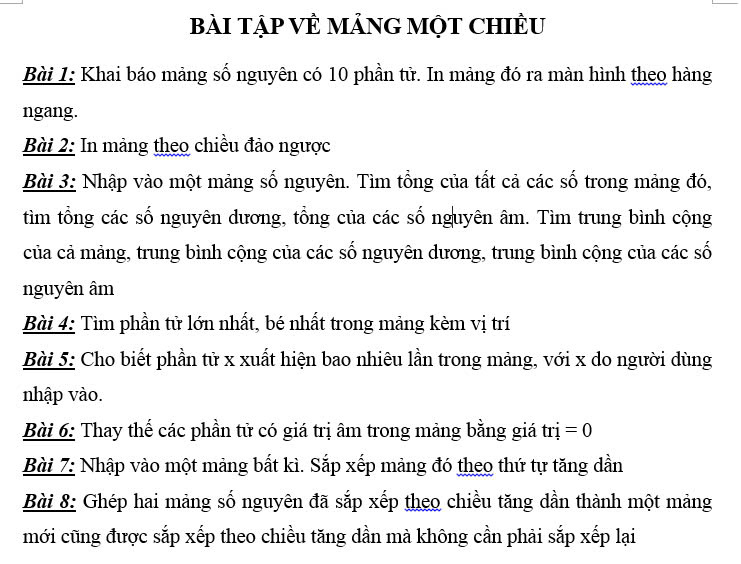 BÀI TẬP VỀ MẢNG MỘT CHIỀU
Bài 1: Khai báo mảng số nguyên có 10 phần tử. In mảng đó ra màn hình theo hàng
ngang.
Bài 2: In mảng theo chiều đảo ngược
Bài 3: Nhập vào một mảng số nguyên. Tìm tổng của tất cả các số trong mảng đó,
tìm tổng các số nguyên dương, tổng của các số nguyên âm. Tìm trung bình cộng
của cả mảng, trung bình cộng của các số nguyên dương, trung bình cộng của các số
nguyên âm
Bài 4: Tìm phần tử lớn nhất, bé nhất trong mảng kèm vị trí
Bài 5: Cho biết phần tử x xuất hiện bao nhiêu lần trong mảng, với x do người dùng
nhập vào.
Bài 6: Thay thế các phần tử có giá trị âm trong mảng bằng giá trị = 0
Bài 7: Nhập vào một mảng bất kì. Sắp xếp mảng đó theo thứ tự tăng dần
Bài 8: Ghép hai mảng số nguyên đã sắp xếp theo chiều tăng dần thành một mảng
mới cũng được sắp xếp theo chiều tăng dần mà không cần phải sắp xếp lại